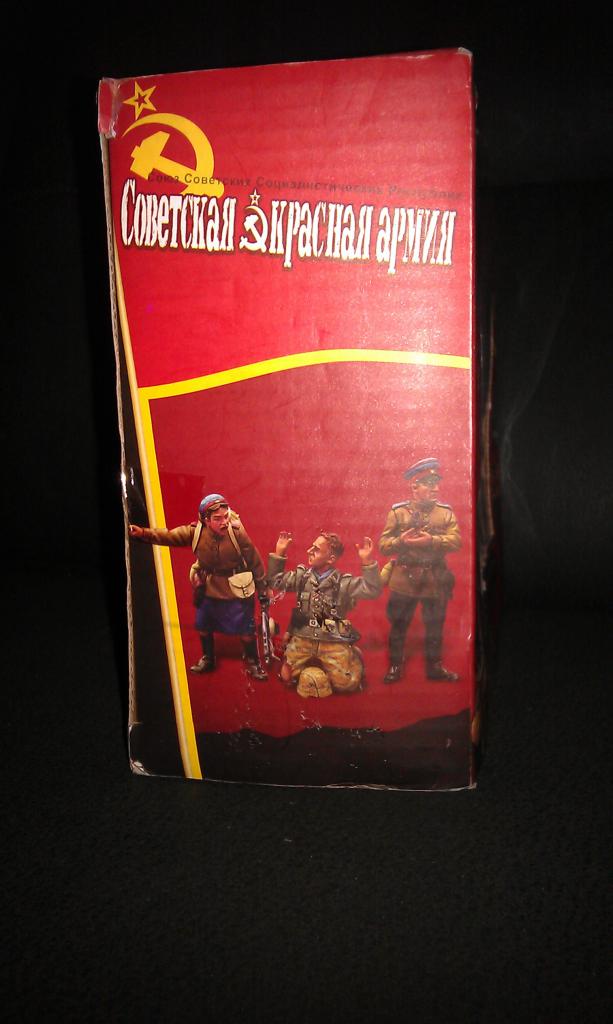 Союз Советских Социалистических Республик
Советская красная армия